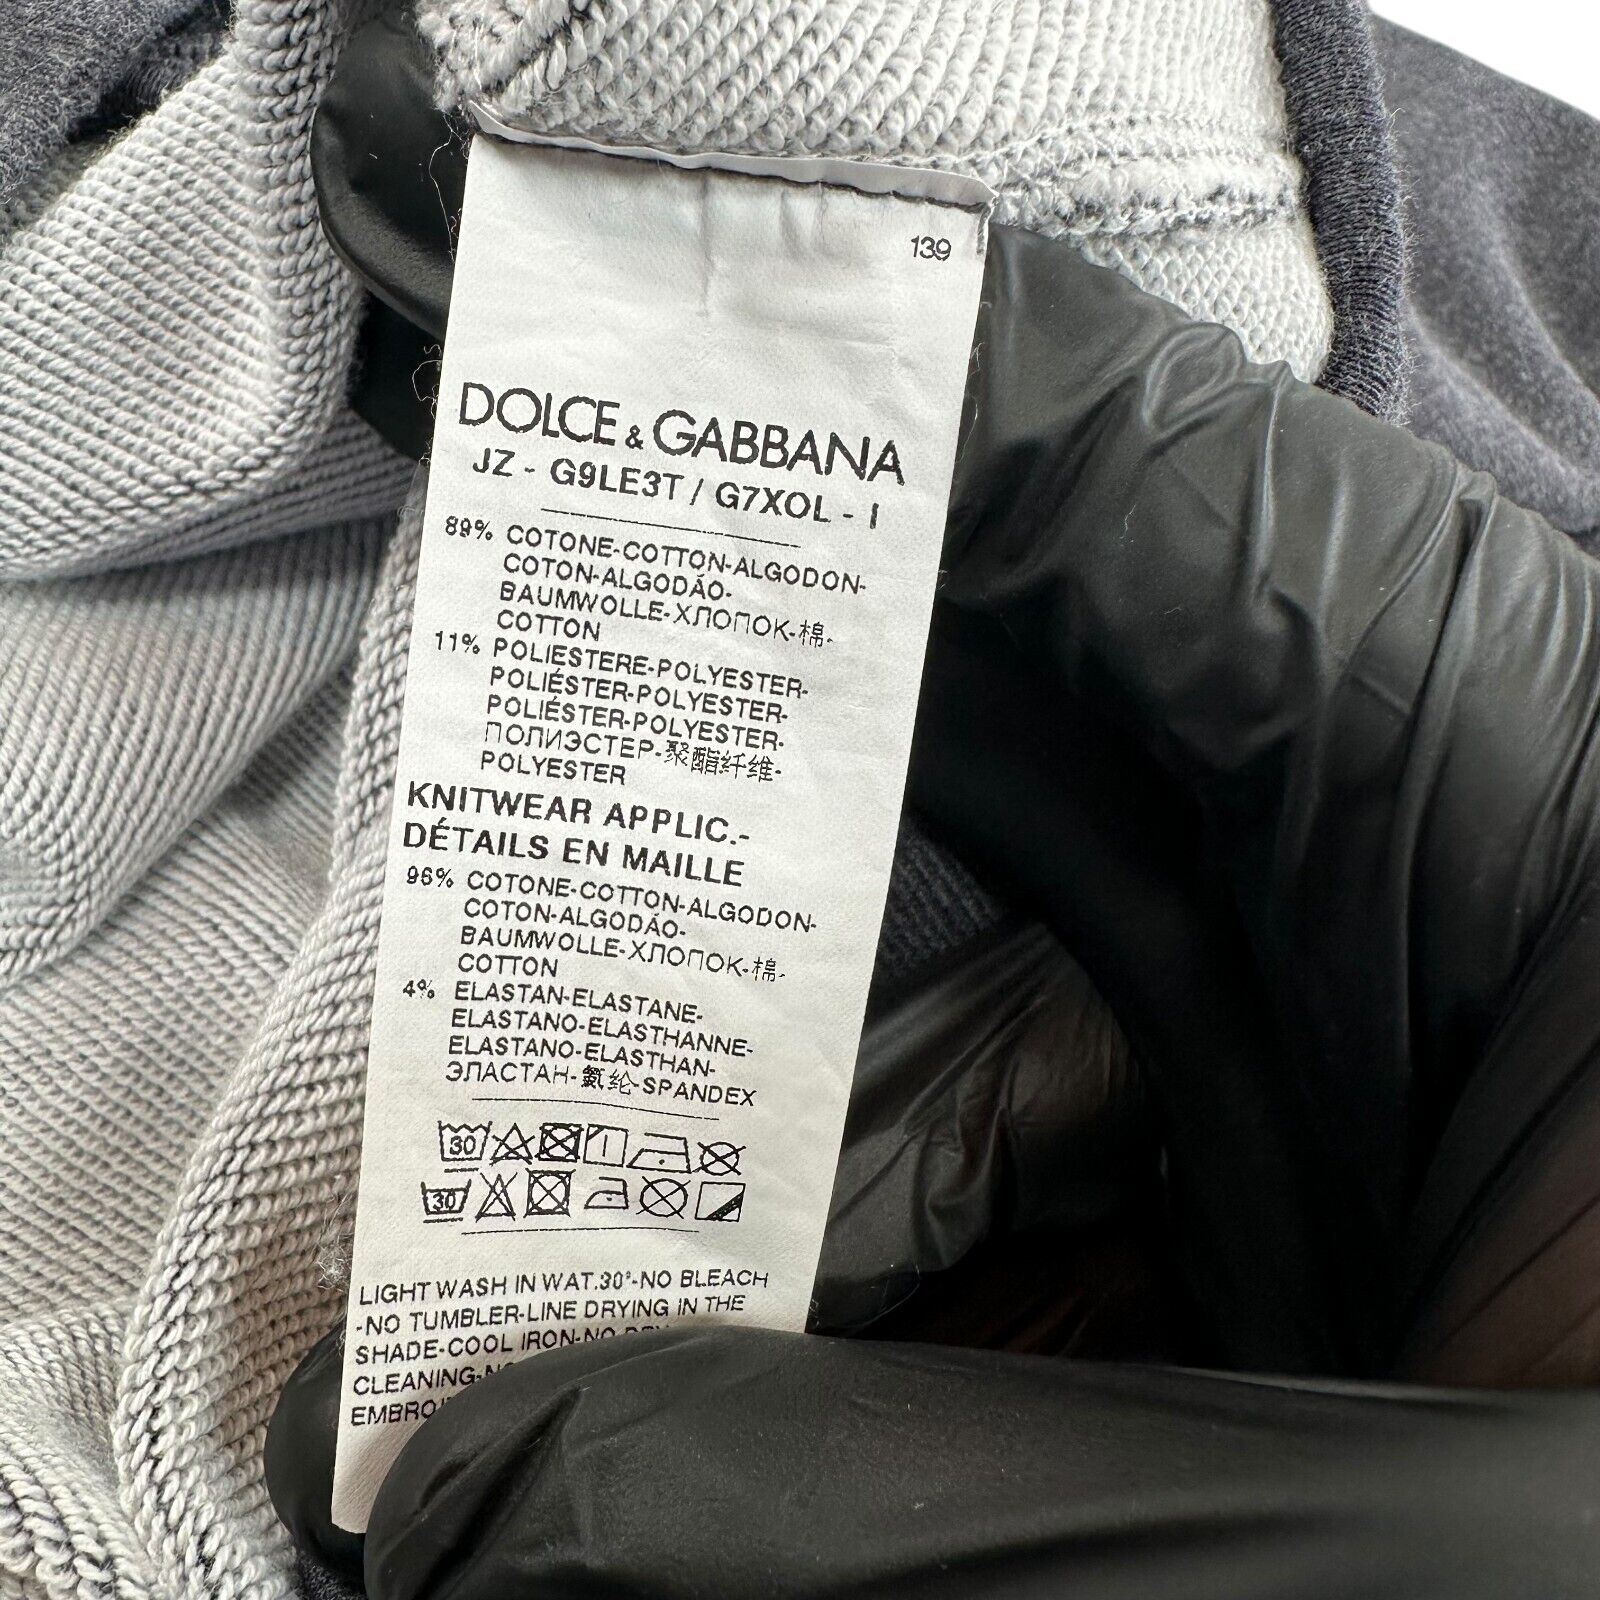 139
DOLCE & GABBANA
JZ - G9LE3T / G7XOL - I
89% COTONE-COTTON-ALGODON-
COTON-ALGODÃO-
BAUMWOLLE-ХЛОПОК-棉-
COTTON
11% POLIESTERE-POLYESTER-
POLIÉSTER-POLYESTER-
POLIÉSTER-POLYESTER-
ПОЛИЭСТЕР-聚酯纤维-
POLYESTER
KNITWEAR APPLIC.-
DÉTAILS EN MAILLE
96% COTONE-COTTON-ALGODON-
COTON-ALGODÃO-
BAUMWOLLE-ХЛОПОК-棉-
COTTON
4% ELASTAN-ELASTANE-
ELASTANO-ELASTHANNE-
ELASTANO-ELASTHAN-
ЭЛАСТАН-氨纶-SPANDEX
30
30
LIGHT WASH IN WAT.30°-NO BLEACH
-NO TUMBLER-LINE DRYING IN THE
SHADE-COOL IRON-NO
CLEANING-